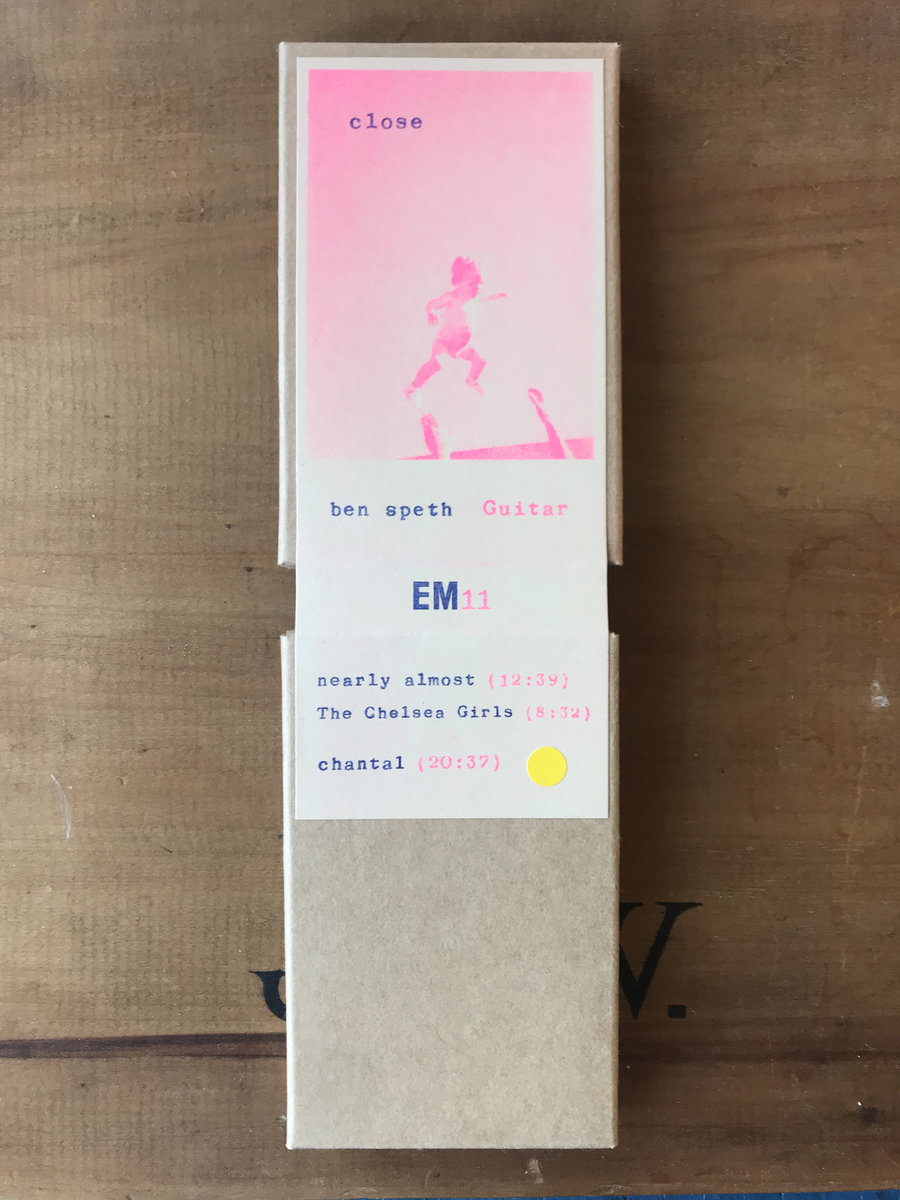 close
ben speth Guitar
EM11
nearly almost (12:39)
The Chelsea Girls (8:32)
chantal (20:37)
W.